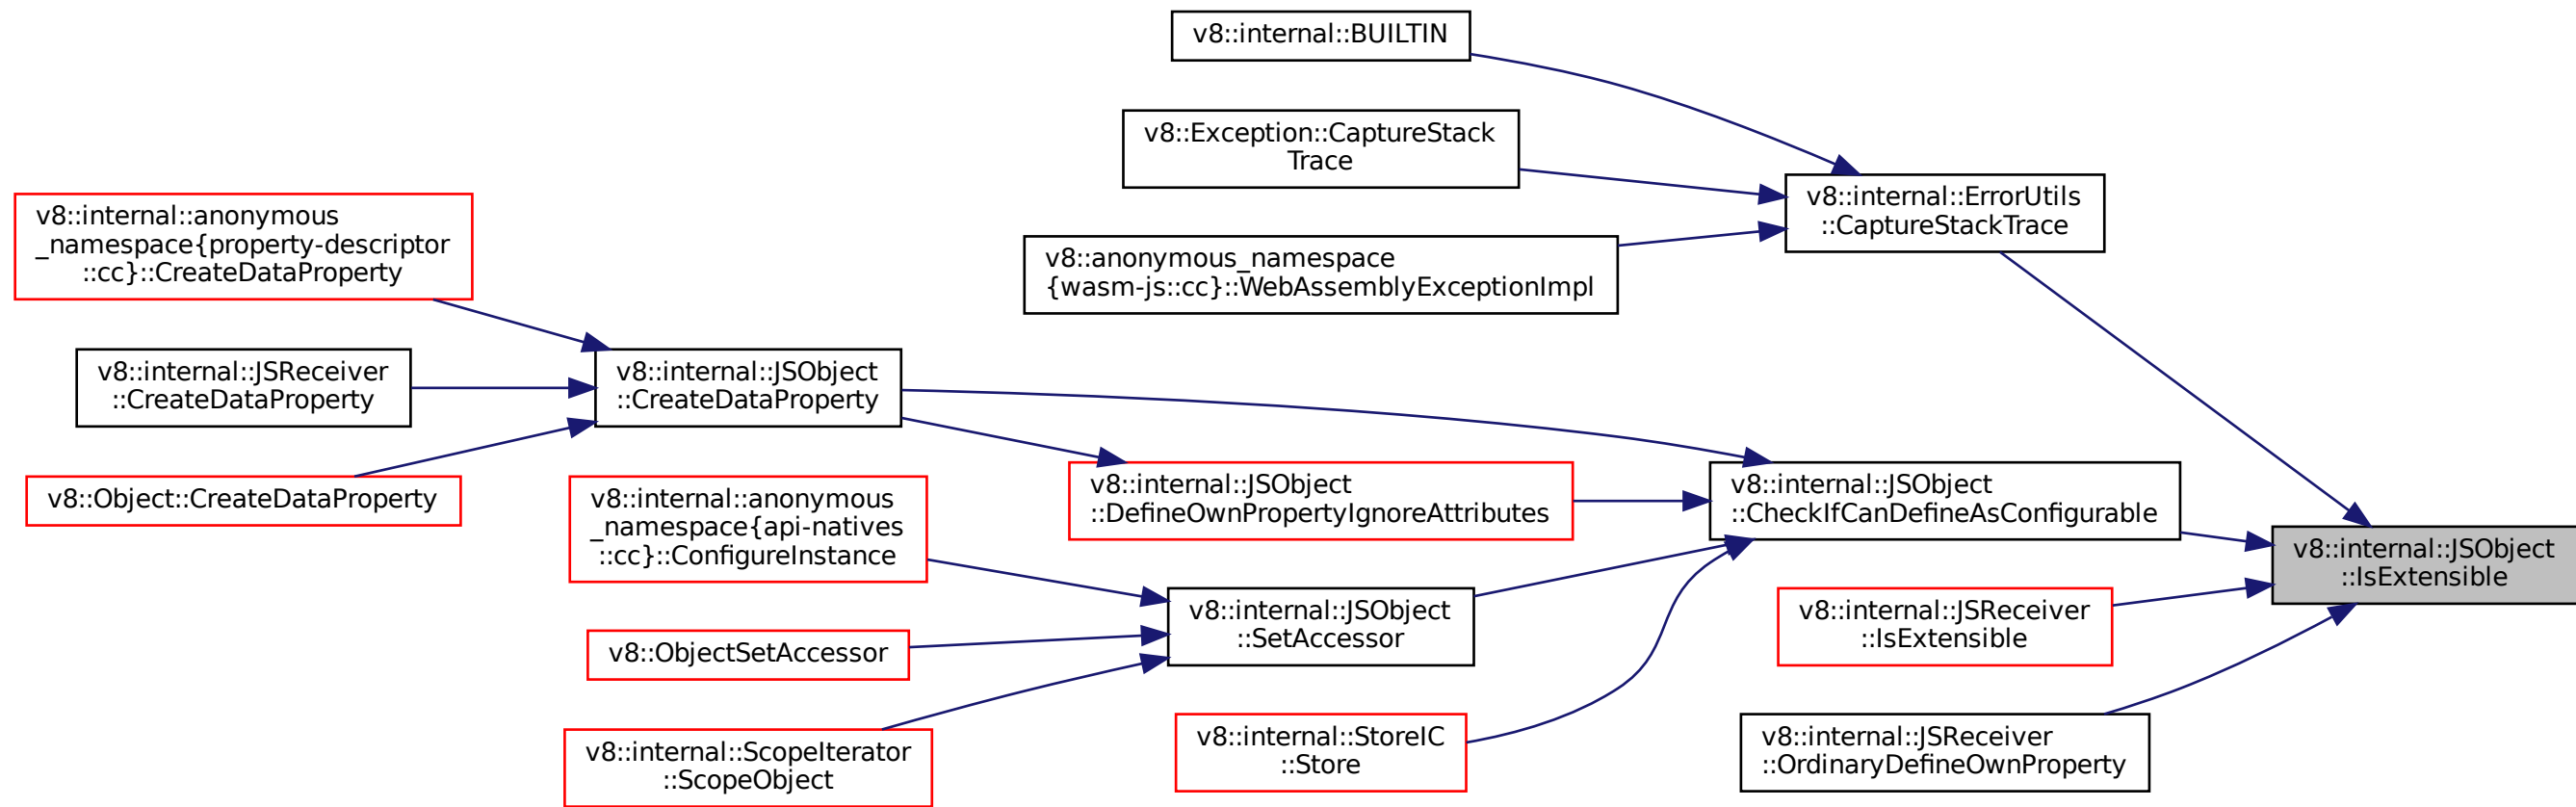 v8::internal::BUILTIN
v8::Exception::CaptureStack
Trace
v8::internal::ErrorUtils
::CaptureStackTrace
v8::anonymous_namespace
{wasm-js::cc}::WebAssemblyExceptionImpl
v8::internal::anonymous
_namespace{property-descriptor
::cc}::CreateDataProperty
v8::internal::JSReceiver
::CreateDataProperty
v8::internal::JSObject
::CreateDataProperty
v8::Object::CreateDataProperty
v8::internal::anonymous
_namespace{api-natives
::cc}::ConfigureInstance
v8::internal::JSObject
::DefineOwnPropertyIgnoreAttributes
v8::internal::JSObject
::CheckIfCanDefineAsConfigurable
v8::internal::JSObject
::IsExtensible
v8::internal::JSObject
::SetAccessor
v8::internal::JSReceiver
::IsExtensible
v8::ObjectSetAccessor
v8::internal::ScopeIterator
::ScopeObject
v8::internal::StoreIC
::Store
v8::internal::JSReceiver
::OrdinaryDefineOwnProperty